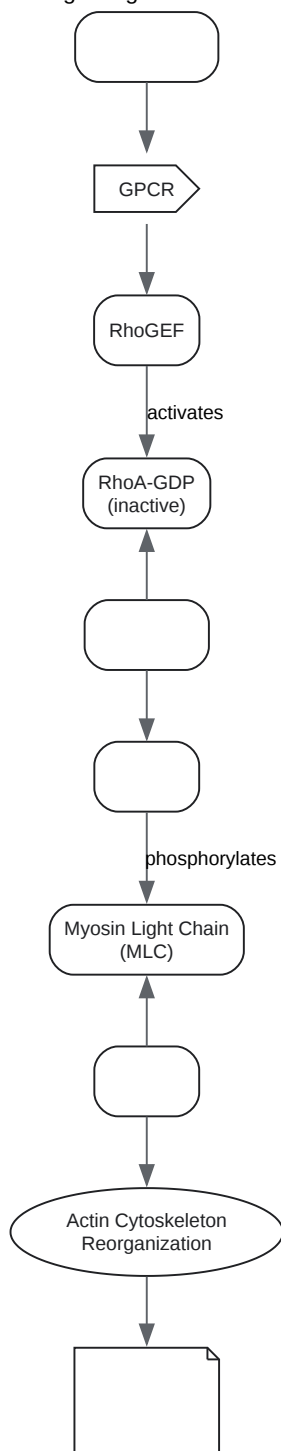 GPCR
RhoGEF
activates
RhoA-GDP
(inactive)
phosphorylates
Myosin Light Chain
(MLC)
Actin Cytoskeleton
Reorganization